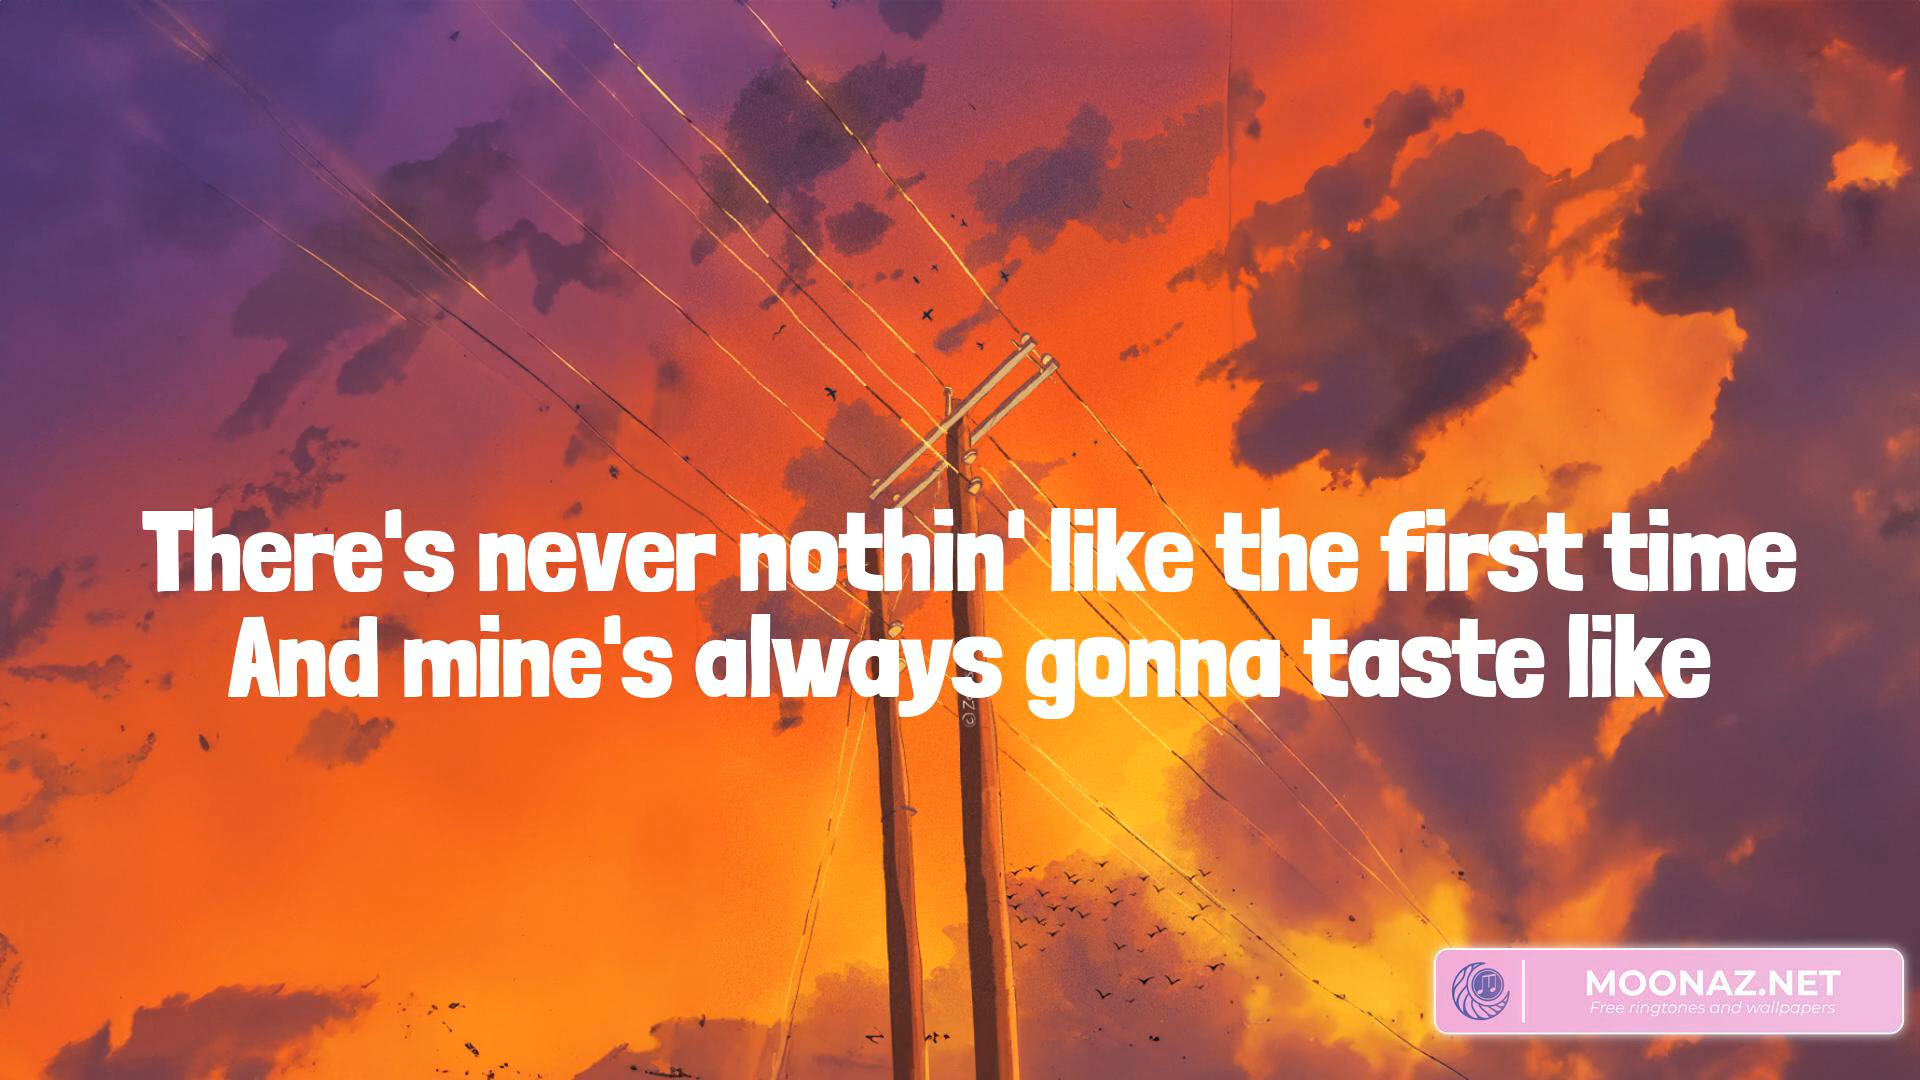 There's never nothin' like the first time
And mine's always gonna taste like
MOONAZ.NET
Free ringtones and wallpapers